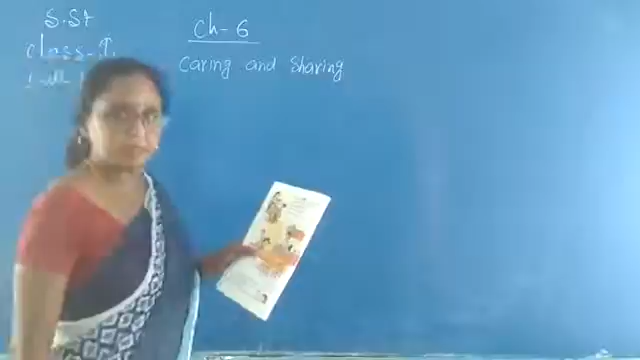 S.St
Class-I
Ch- 6
Caring and Sharing